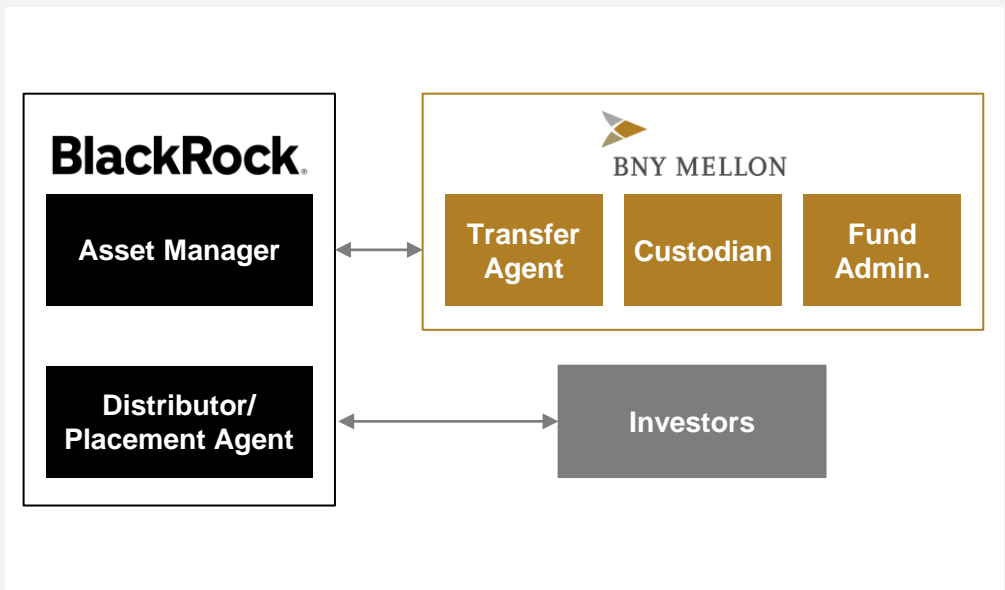 BlackRock®
Asset Manager
Distributor/
Placement Agent
BNY MELLON
Transfer
Agent
Custodian
Fund
Admin.
Investors